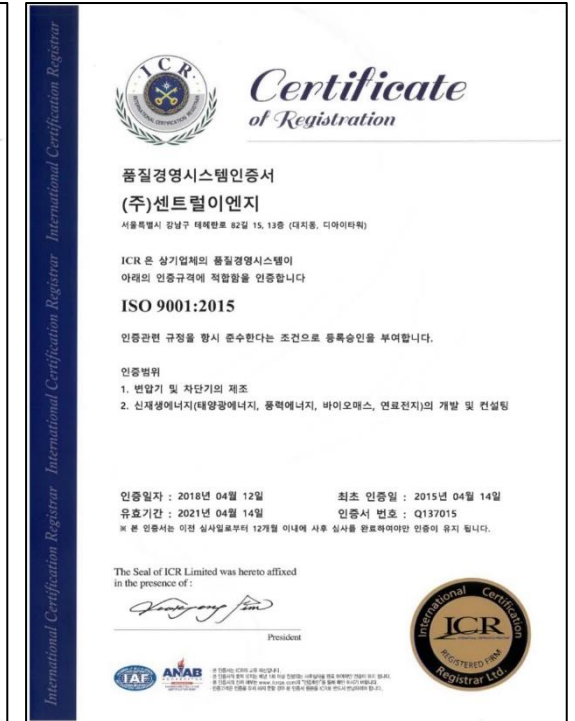 International Certification Registrar International Certification Registrar International Certification Registrar International Certification Registrar
ICR
INTERNATIONAL CERTIFICATION REGISTRAR
Certificate
of Registration
품질경영시스템인증서
(주)센트럴이엔지
서울특별시 강남구 테헤란로 82길 15, 13층 (대치동, 디아이타워)
ICR 은 상기업체의 품질경영시스템이
아래의 인증규격에 적합함을 인증합니다
ISO 9001:2015
인증관련 규정을 항시 준수한다는 조건으로 등록승인을 부여합니다.
인증범위
1. 변압기 및 차단기의 제조
2. 신재생에너지(태양광에너지, 풍력에너지, 바이오매스, 연료전지)의 개발 및 컨설팅
인증일자 : 2018년 04월 12일 최초 인증일 : 2015년 04월 14일
유효기간 : 2021년 04월 14일 인증서 번호 : Q137015
※ 본 인증서는 이전 심사일로부터 12개월 이내에 사후 심사를 완료하여야만 인증이 유지 됩니다.
The Seal of ICR Limited was hereto affixed
in the presence of :
President
IAF
ANAB
International Certification
ICR
REGISTERED FIRM
Registrar Ltd.